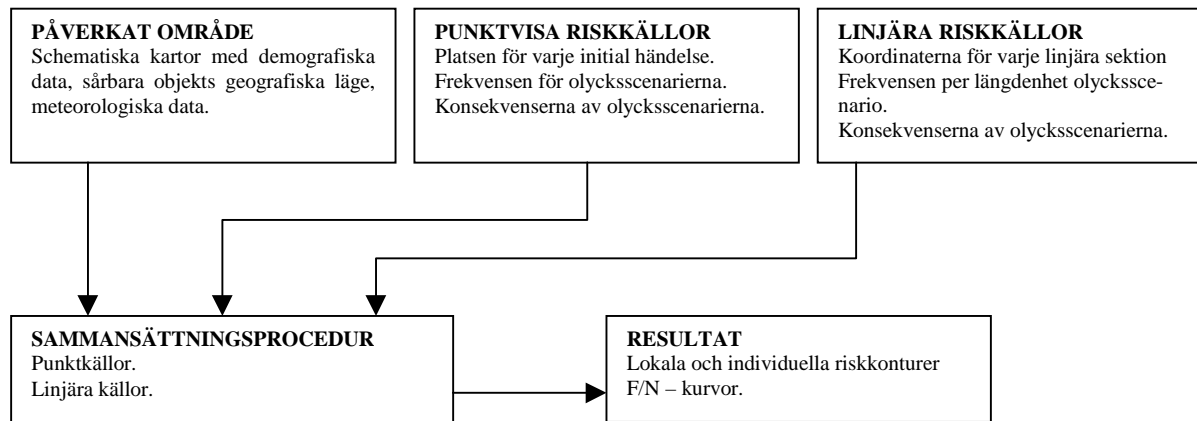 PÅVERKAT OMRÅDE
Schematiska kartor med demografiska
data, sårbara objekts geografiska läge,
meteorologiska data.
PUNKTVISA RISKKÄLLOR
Platsen för varje initial händelse.
Frekvensen för olycksscenarierna.
Konsekvenserna av olycksscenarierna.
LINJÄRA RISKKÄLLOR
Koordinaterna för varje linjära sektion
Frekvensen per längdenhet olyckssce-
nario.
Konsekvenserna av olycksscenarierna.
SAMMANSÄTTNINGSPROCEDUR
Punktkällor.
Linjära källor.
RESULTAT
Lokala och individuella riskkonturer
F/N – kurvor.